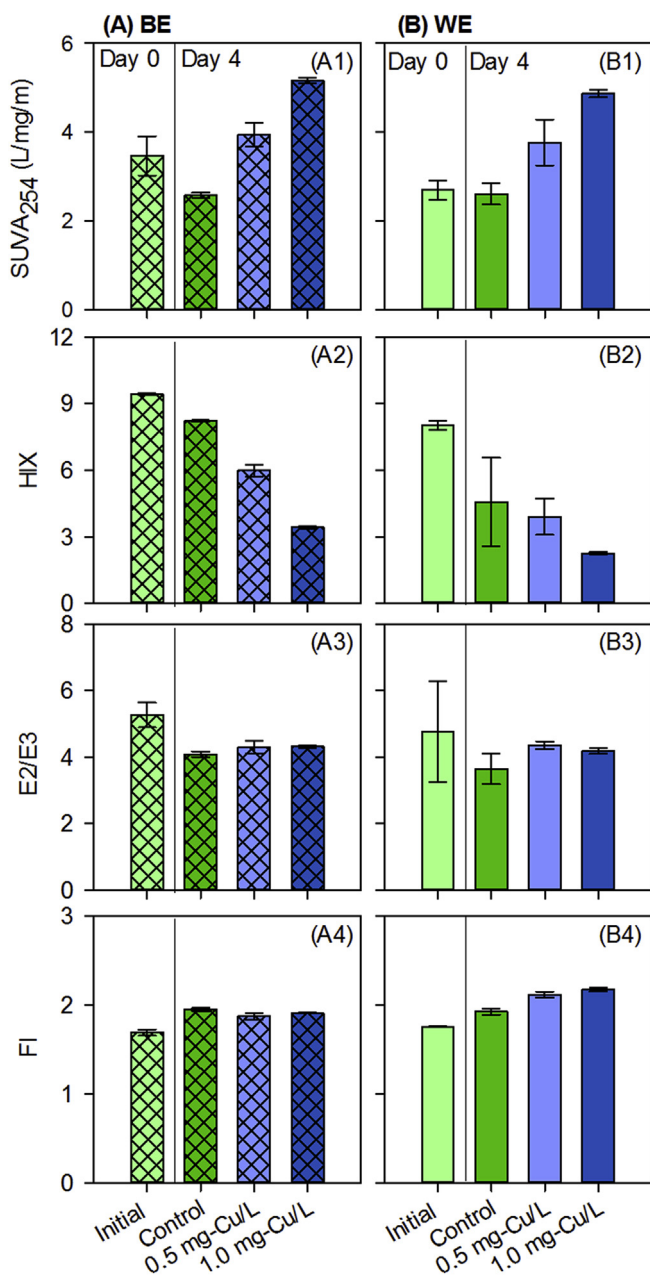 (A) BE
(B) WE
SUVA254 (L/mg/m)
6
4
2
0
Day 0
Day 4
(A1)
Day 0
Day 4
(B1)
HIX
12
9
6
3
0
(A2)
(B2)
E2/E3
8
6
4
2
0
(A3)
(B3)
FI
3
2
1
0
(A4)
(B4)
Initial
Control
0.5 mg-Cu/L
1.0 mg-Cu/L
Initial
Control
0.5 mg-Cu/L
1.0 mg-Cu/L